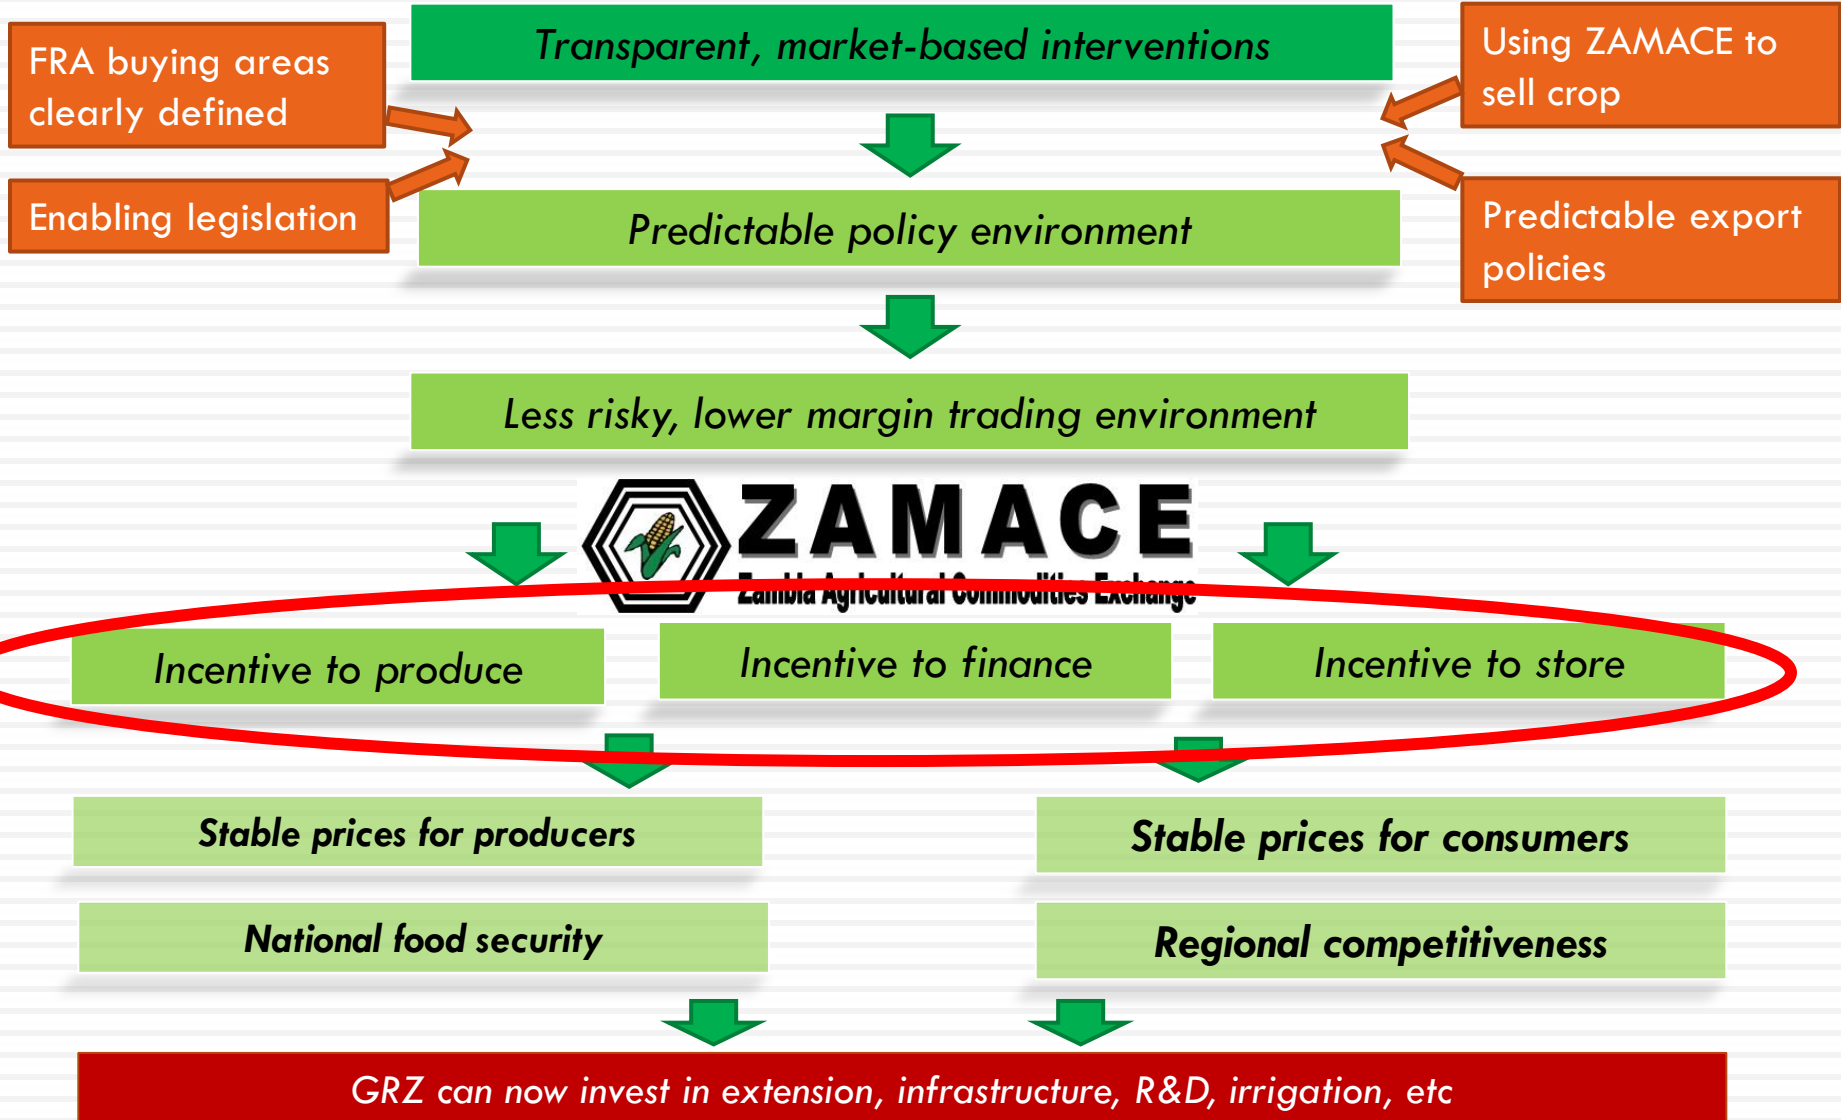 Transparent, market-based interventions
FRA buying areas
clearly defined
Using ZAMACE to
sell crop
Enabling legislation
Predictable policy environment
Predictable export
policies
Less risky, lower margin trading environment
ZAMACE
Zambia Agricultural Commodities Exchange
Incentive to produce
Incentive to finance
Incentive to store
Stable prices for producers
Stable prices for consumers
National food security
Regional competitiveness
GRZ can now invest in extension, infrastructure, R&D, irrigation, etc